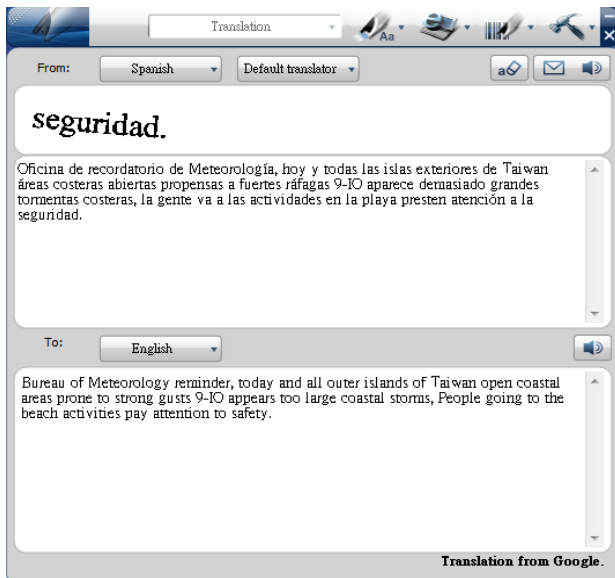 Translation
Aa
From:
Spanish
Default translator
a
seguridad.
Oficina de recordatorio de Meteorología, hoy y todas las islas exteriores de Taiwan
áreas costeras abiertas propensas a fuertes ráfagas 9-IO aparece demasiado grandes
tormentas costeras, la gente va a las actividades en la playa presten atención a la
seguridad.
To:
English
Bureau of Meteorology reminder, today and all outer islands of Taiwan open coastal
areas prone to strong gusts 9-IO appears too large coastal storms, People going to the
beach activities pay attention to safety.
Translation from Google.